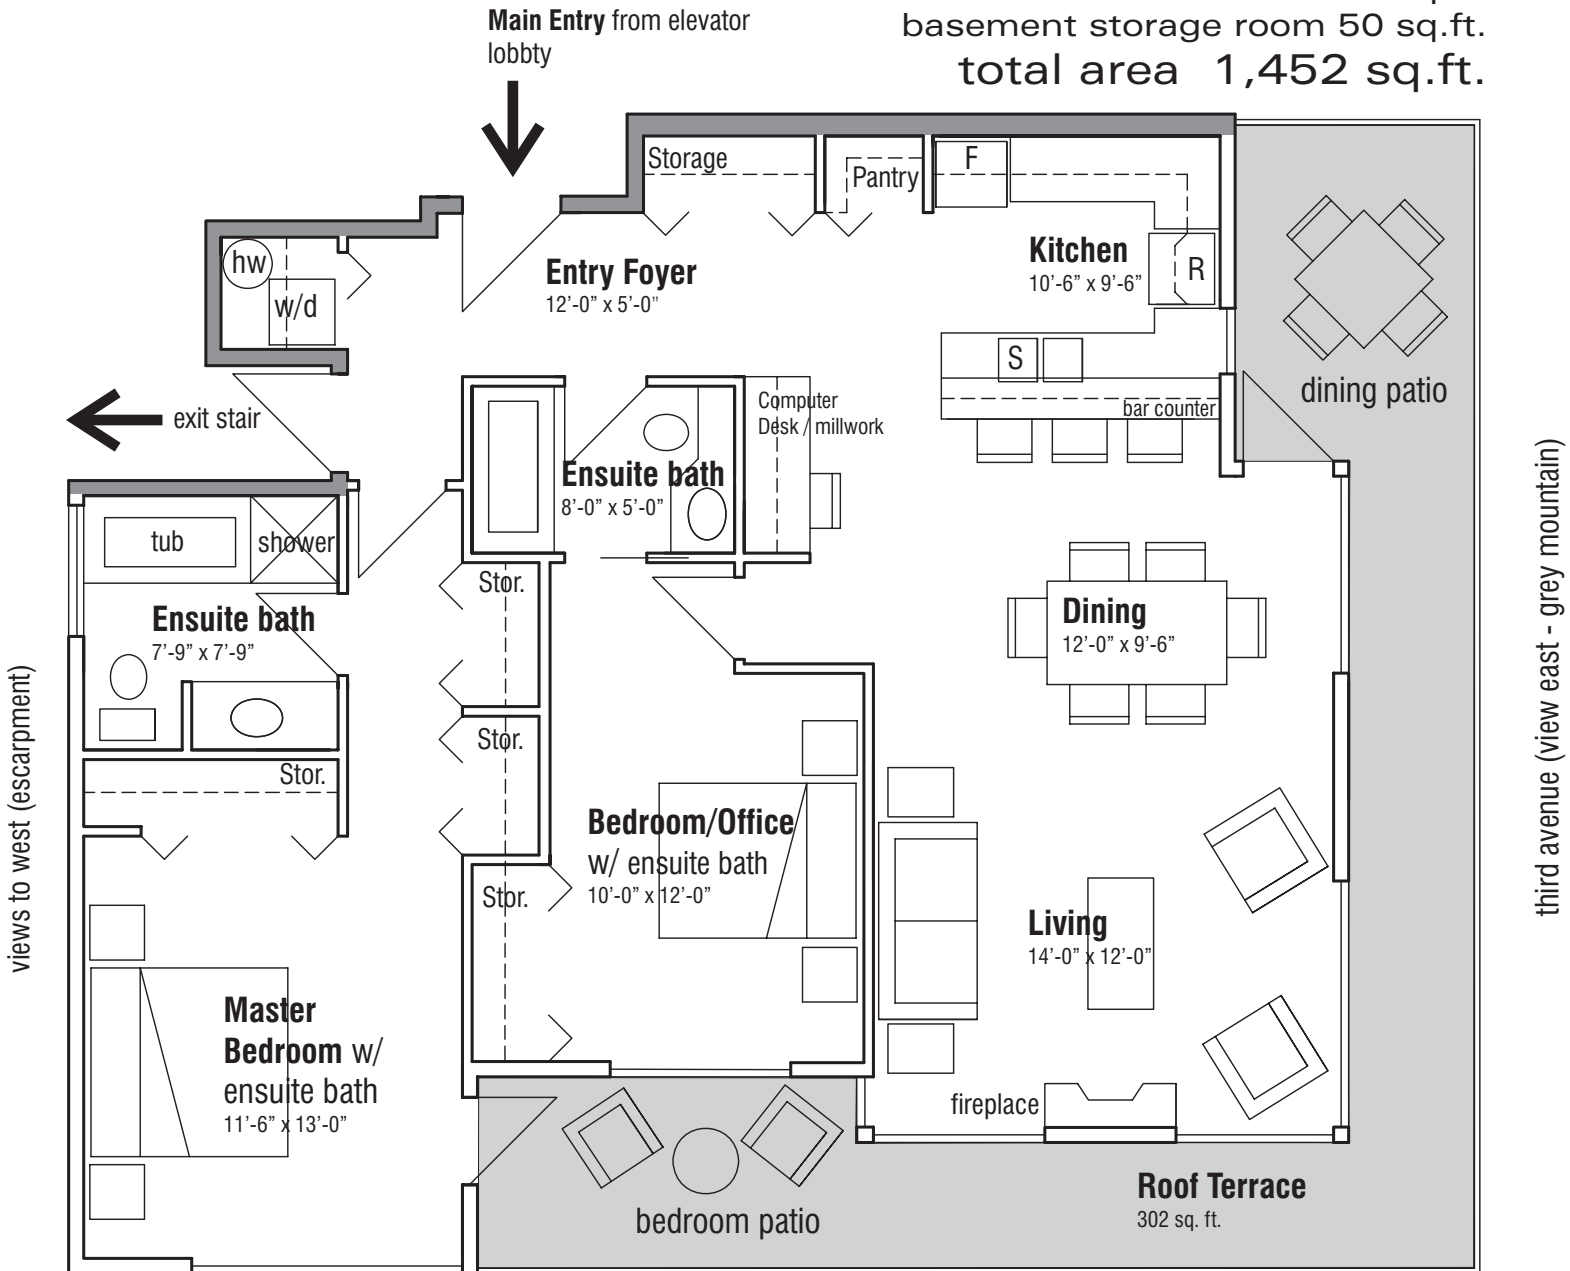 Main Entry from elevator
lobbty
basement storage room 50 sq.ft.
total area 1,452 sq.ft.
Storage
Pantry
F
hw
w/d
Entry Foyer
12'-0" x 5'-0"
Kitchen
10'-6" x 9'-6"
R
S
bar counter
dining patio
exit stair
Computer
Desk / millwork
Ensuite bath
8'-0" x 5'-0"
tub
shower
Ensuite bath
7'-9" x 7'-9"
Stor.
Stor.
Stor.
Stor.
Dining
12'-0" x 9'-6"
Bedroom/Office
w/ ensuite bath
10'-0" x 12'-0"
Living
14'-0" x 12'-0"
Master
Bedroom w/
ensuite bath
11'-6" x 13'-0"
fireplace
bedroom patio
Roof Terrace
302 sq. ft.
views to west (escarpment)
third avenue (view east - grey mountain)